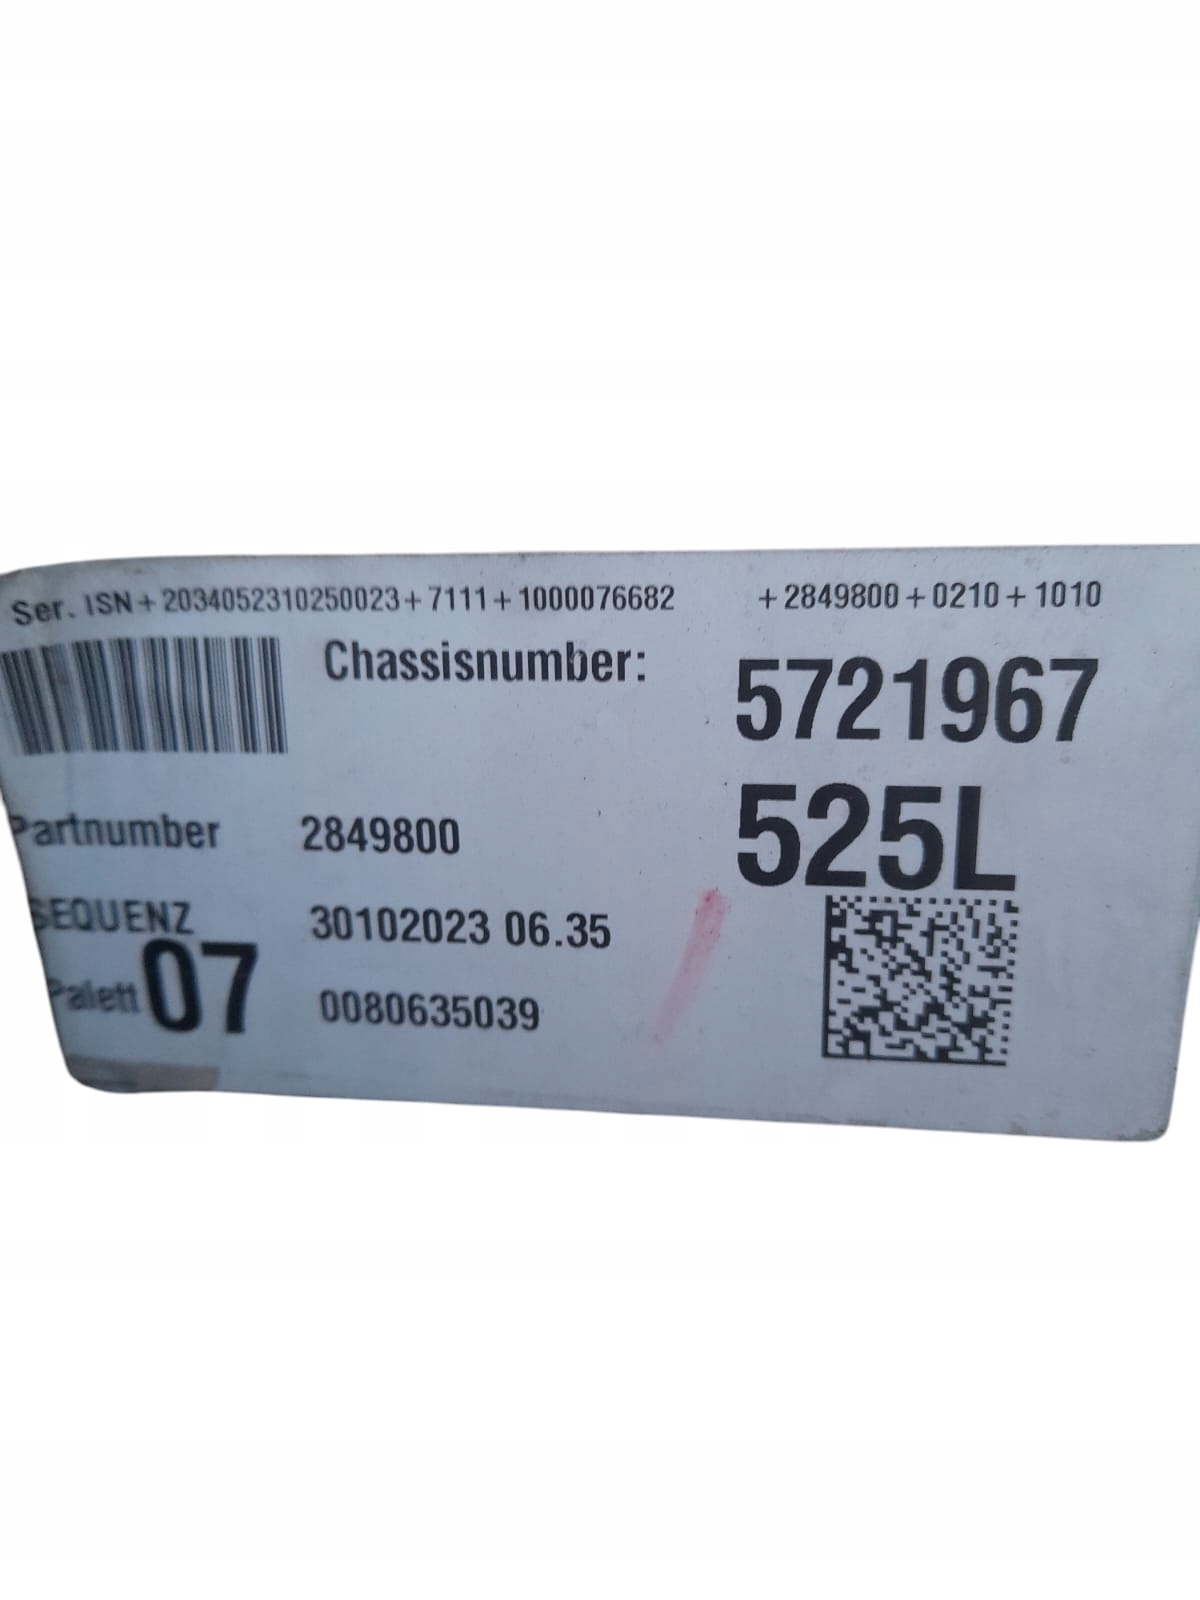 Ser. ISN+2034052310250023+7111+1000076682 +2849800+0210+1010
Chassisnumber: 5721967
525L
Partnumber 2849800
SEQUENZ 30102023 06.35
Palett 07 0080635039